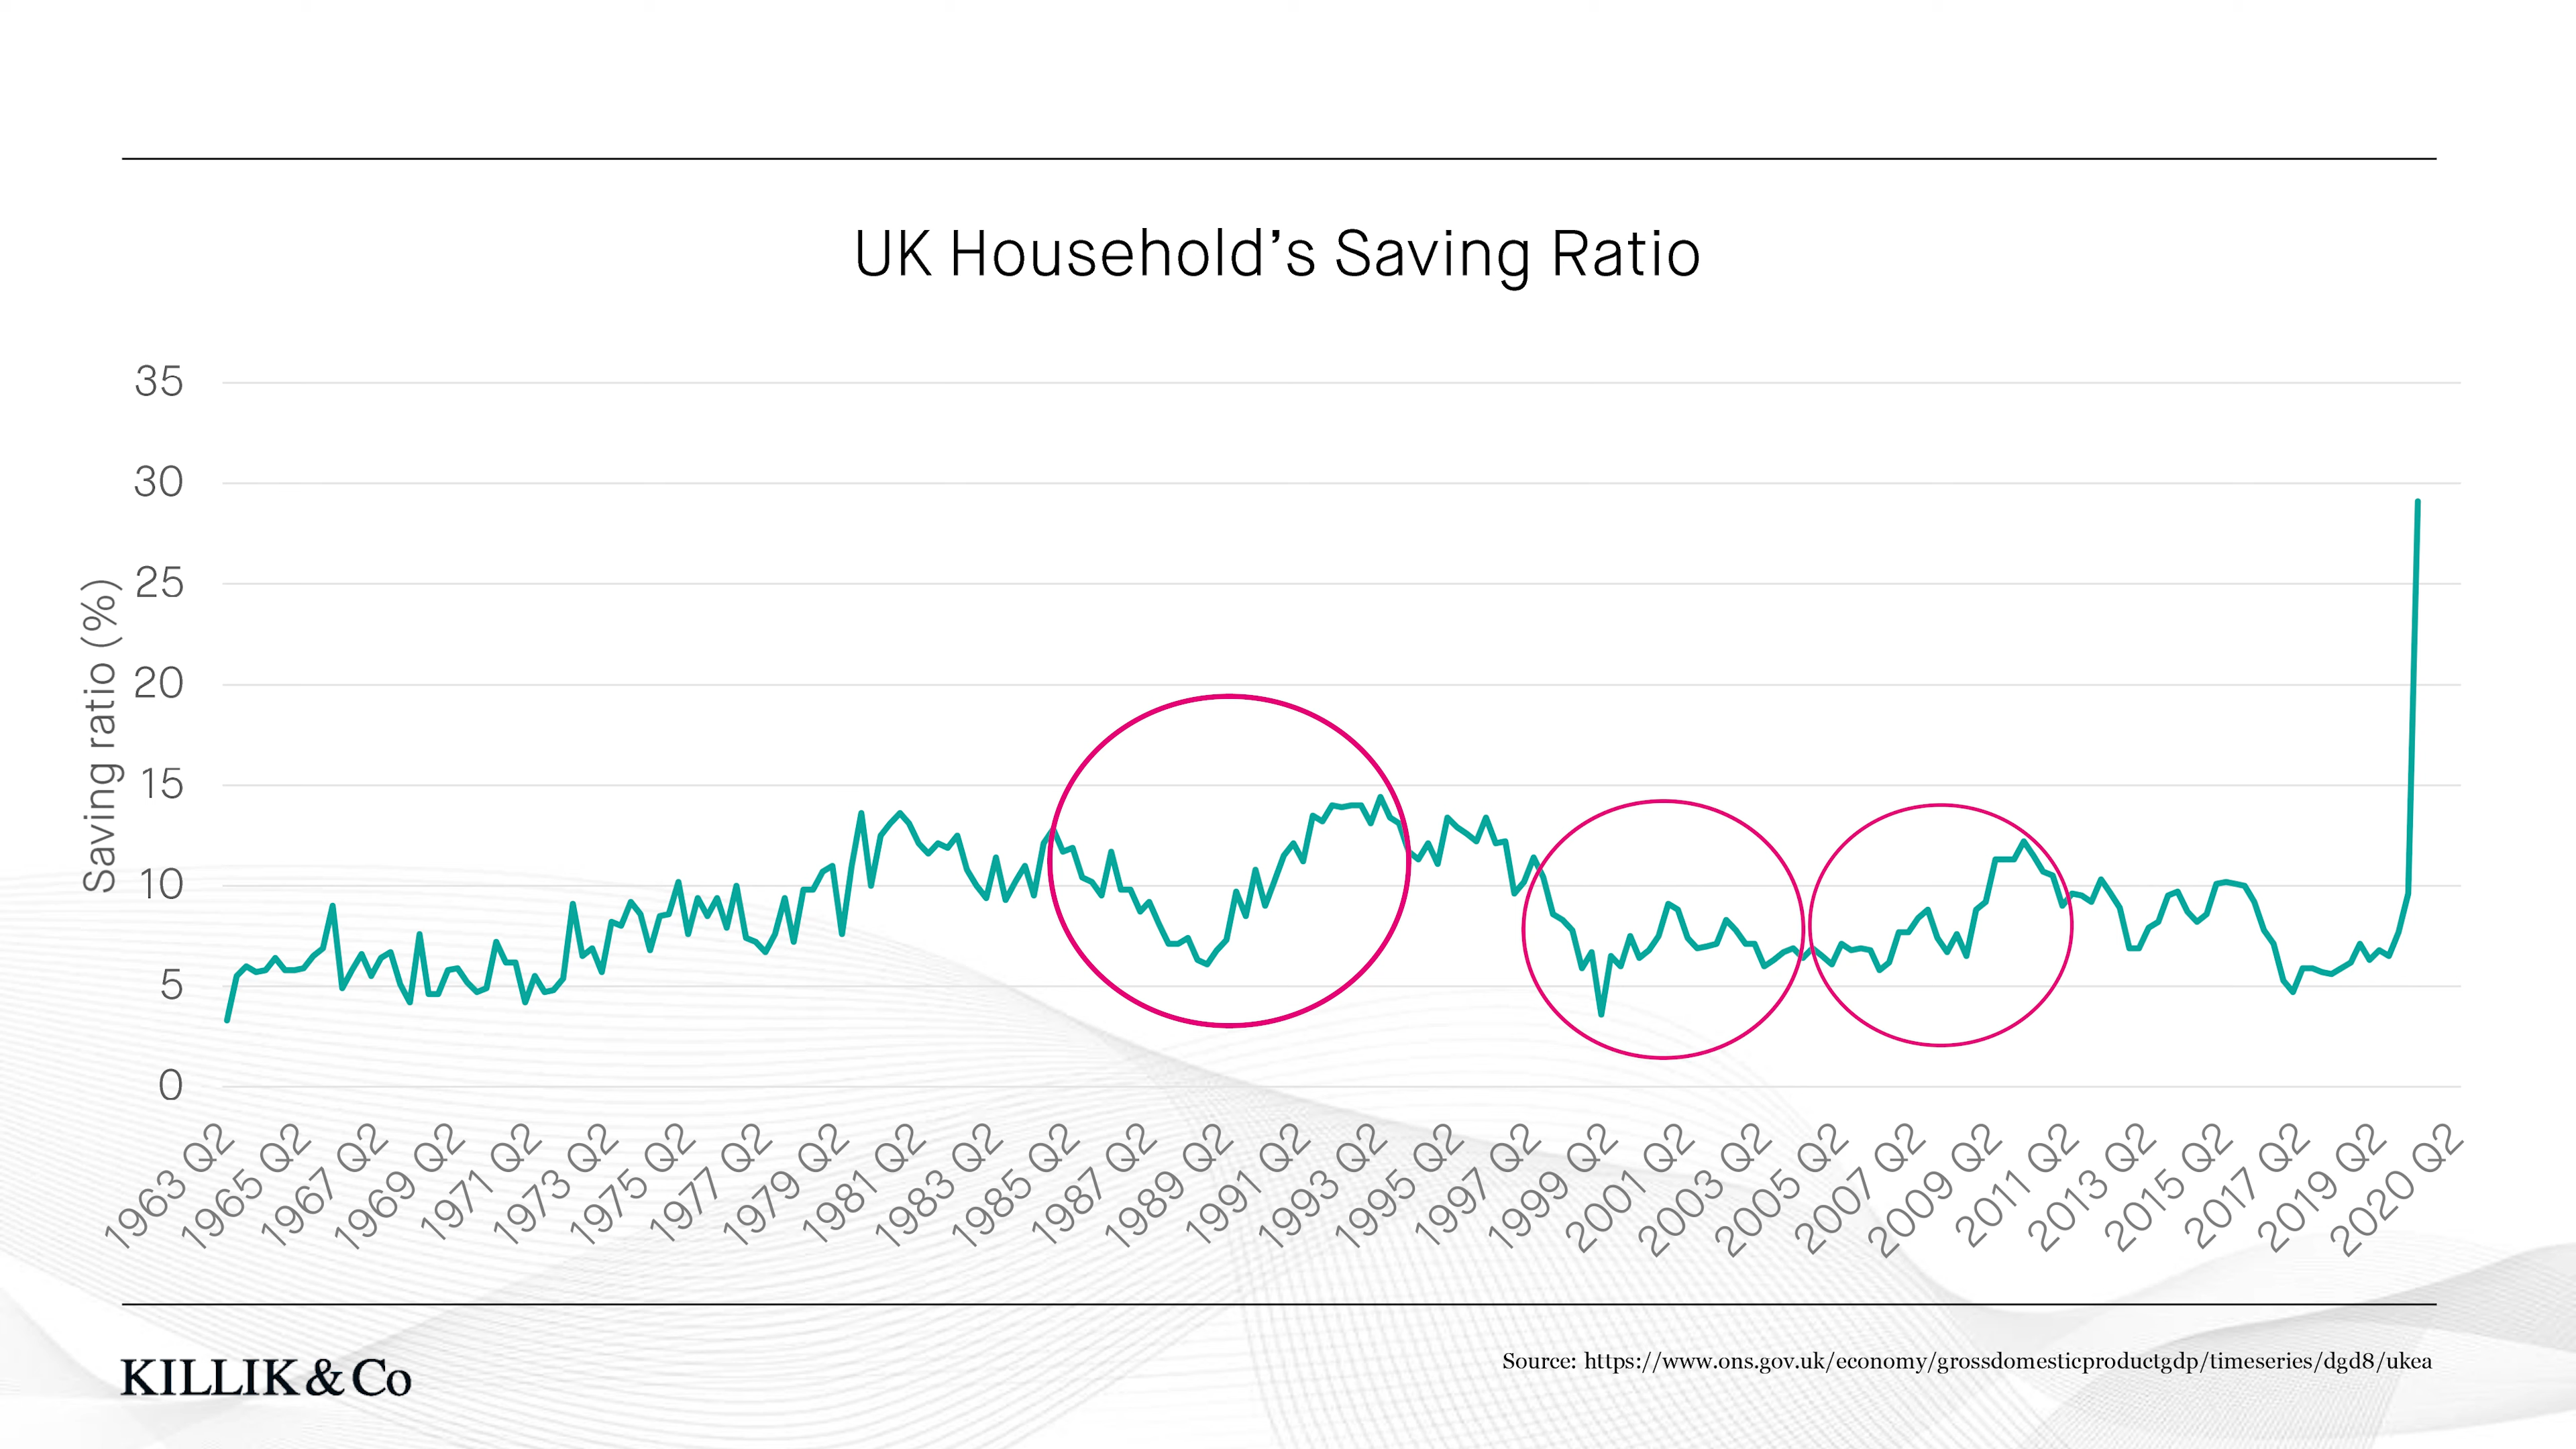 UK Household’s Saving Ratio
Saving ratio (%)
35
30
25
20
15
10
5
0
1963 Q2
1965 Q2
1967 Q2
1969 Q2
1971 Q2
1973 Q2
1975 Q2
1977 Q2
1979 Q2
1981 Q2
1983 Q2
1985 Q2
1987 Q2
1989 Q2
1991 Q2
1993 Q2
1995 Q2
1997 Q2
1999 Q2
2001 Q2
2003 Q2
2005 Q2
2007 Q2
2009 Q2
2011 Q2
2013 Q2
2015 Q2
2017 Q2
2019 Q2
2020 Q2
KILLIK & Co
Source: https://www.ons.gov.uk/economy/grossdomesticproductgdp/timeseries/dgd8/ukea